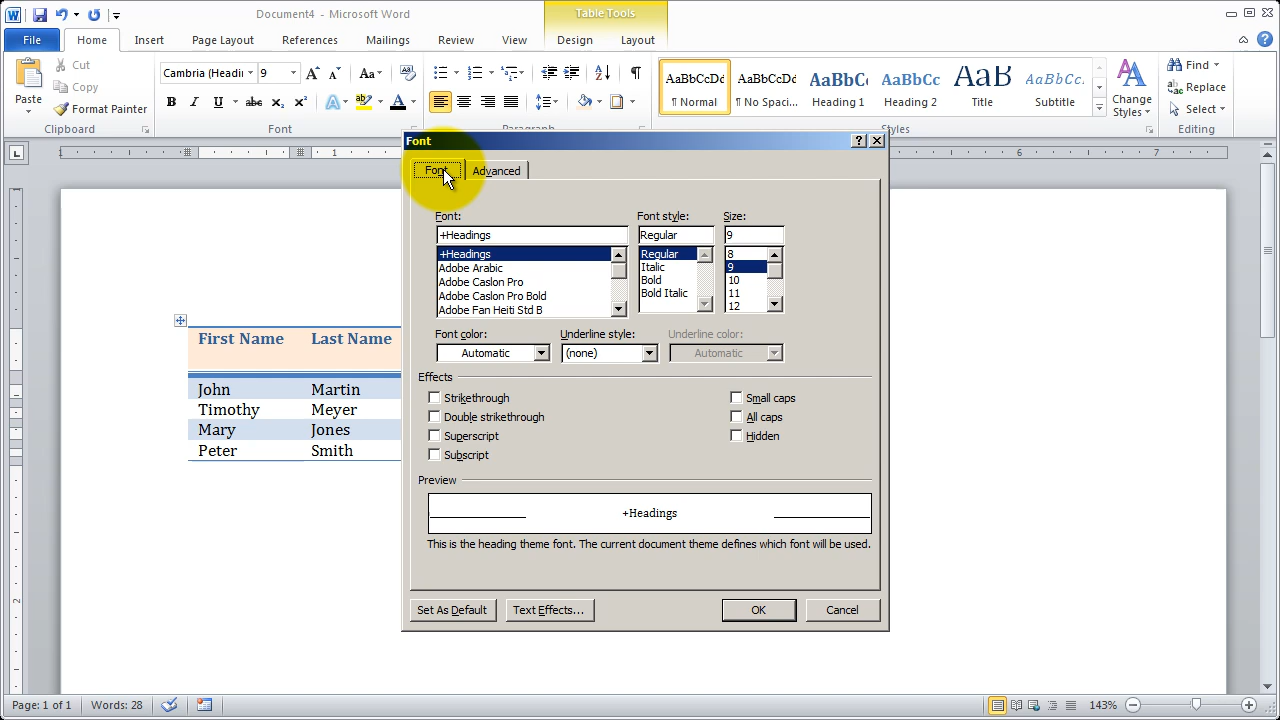 Document4 - Microsoft Word
Table Tools
File Home Insert Page Layout References Mailings Review View Design Layout
Paste
Cut
Copy
Format Painter
Clipboard
Cambria (Headi 9
Font
Paragraph
AaBbCcDc AaBbCcDc AaBbC AaBbCc AaB AaBbCc.
¶ Normal ¶ No Spaci... Heading 1 Heading 2 Title Subtitle
Change
Styles
Styles
Find
Replace
Select
Editing
1 1 6 7
Font
Font Advanced
Font: Font style: Size:
+Headings Regular 9
+Headings
Adobe Arabic
Adobe Caslon Pro
Adobe Caslon Pro Bold
Adobe Fan Heiti Std B
Regular
Italic
Bold
Bold Italic
8
9
10
11
12
Font color: Underline style: Underline color:
Automatic (none) Automatic
Effects
Strikethrough
Double strikethrough
Superscript
Subscript
Small caps
All caps
Hidden
Preview
+Headings
This is the heading theme font. The current document theme defines which font will be used.
Set As Default Text Effects... OK Cancel
First Name Last Name
John Martin
Timothy Meyer
Mary Jones
Peter Smith
2
Page: 1 of 1 Words: 28 143%